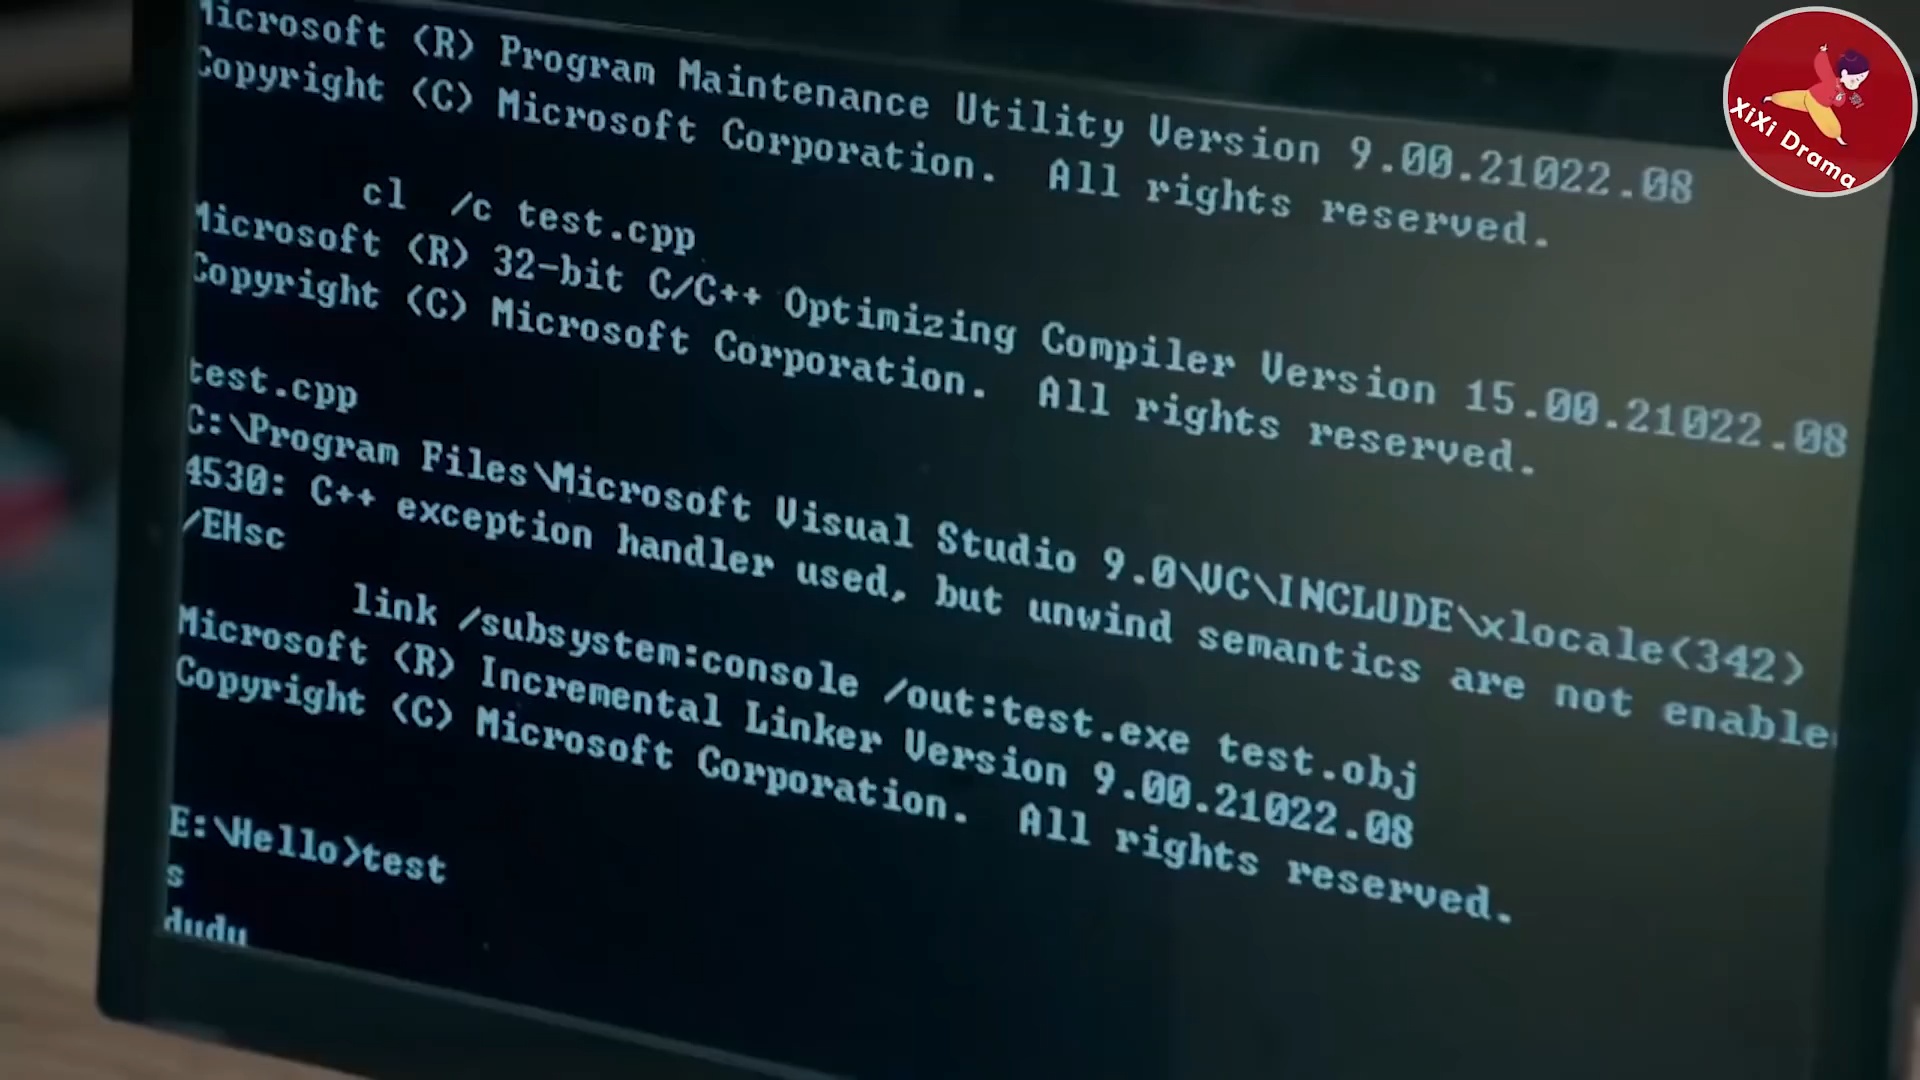 Microsoft (R) Program Maintenance Utility Version 9.00.21022.08
Copyright (C) Microsoft Corporation.  All rights reserved.
cl  /c test.cpp
Microsoft (R) 32-bit C/C++ Optimizing Compiler Version 15.00.21022.08
Copyright (C) Microsoft Corporation.  All rights reserved.
test.cpp
C:\Program Files\Microsoft Visual Studio 9.0\VC\INCLUDE\xlocale(342)
4530: C++ exception handler used, but unwind semantics are not enable
/EHsc
link /subsystem:console /out:test.exe test.obj
Microsoft (R) Incremental Linker Version 9.00.21022.08
Copyright (C) Microsoft Corporation.  All rights reserved.
E:\Hello>test
s
dudu
XiXi Drama